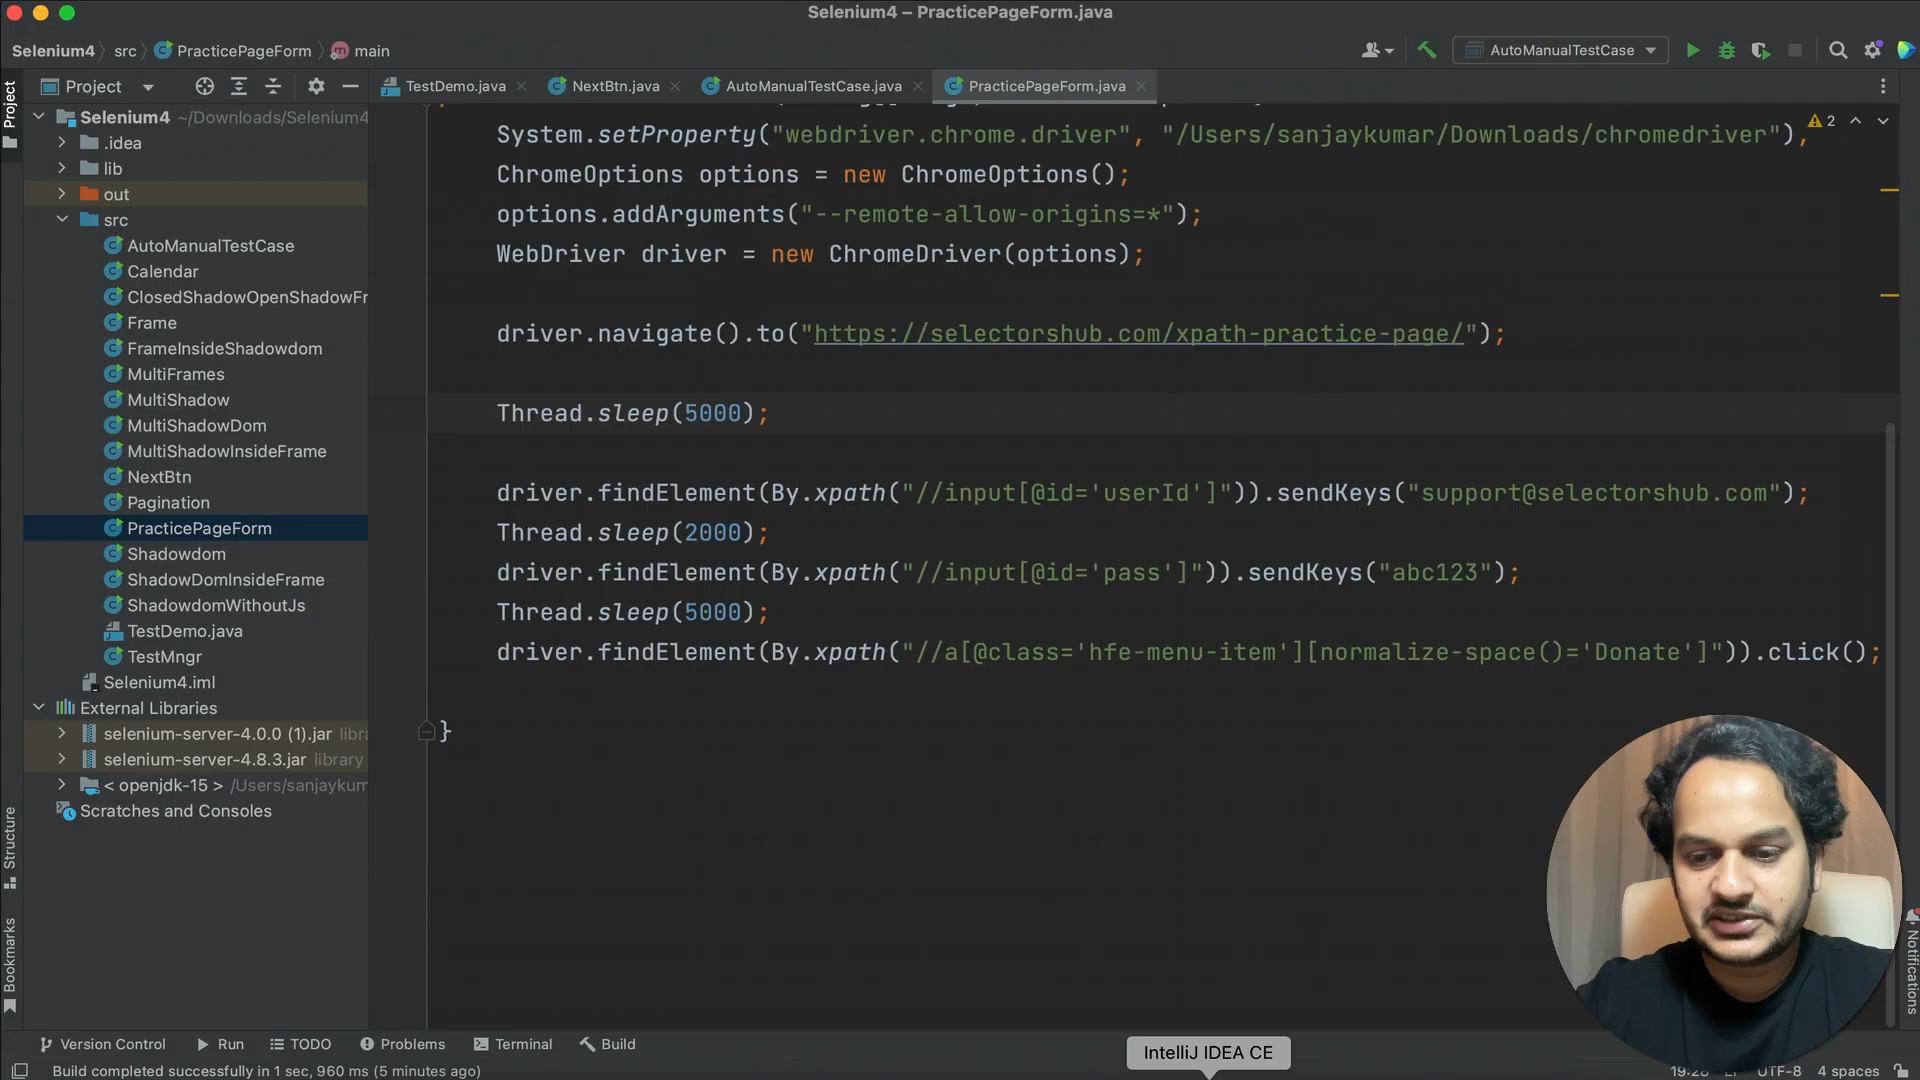 Selenium4 – PracticePageForm.java
Selenium4 src PracticePageForm main
AutoManualTestCase
Project
TestDemo.java
NextBtn.java
AutoManualTestCase.java
PracticePageForm.java
Project
Selenium4 ~/Downloads/Selenium4
.idea
lib
out
src
AutoManualTestCase
Calendar
ClosedShadowOpenShadowFr
Frame
FrameInsideShadowdom
MultiFrames
MultiShadow
MultiShadowDom
MultiShadowInsideFrame
NextBtn
Pagination
PracticePageForm
Shadowdom
ShadowDomInsideFrame
ShadowdomWithoutJs
TestDemo.java
TestMngr
Selenium4.iml
External Libraries
selenium-server-4.0.0 (1).jar libra
selenium-server-4.8.3.jar library
< openjdk-15 > /Users/sanjaykum
Scratches and Consoles
Structure
Bookmarks
System.setProperty("webdriver.chrome.driver", "/Users/sanjaykumar/Downloads/chromedriver");
2
ChromeOptions options = new ChromeOptions();
options.addArguments("--remote-allow-origins=*");
WebDriver driver = new ChromeDriver(options);
driver.navigate().to("https://selectorshub.com/xpath-practice-page/");
Thread.sleep(5000);
driver.findElement(By.xpath("//input[@id='userId']")).sendKeys("support@selectorshub.com");
Thread.sleep(2000);
driver.findElement(By.xpath("//input[@id='pass']")).sendKeys("abc123");
Thread.sleep(5000);
driver.findElement(By.xpath("//a[@class='hfe-menu-item'][normalize-space()='Donate']")).click();
}
Notifications
Version Control
Run
TODO
Problems
Terminal
Build
IntelliJ IDEA CE
Build completed successfully in 1 sec, 960 ms (5 minutes ago)
19:28
UTF-8
4 spaces